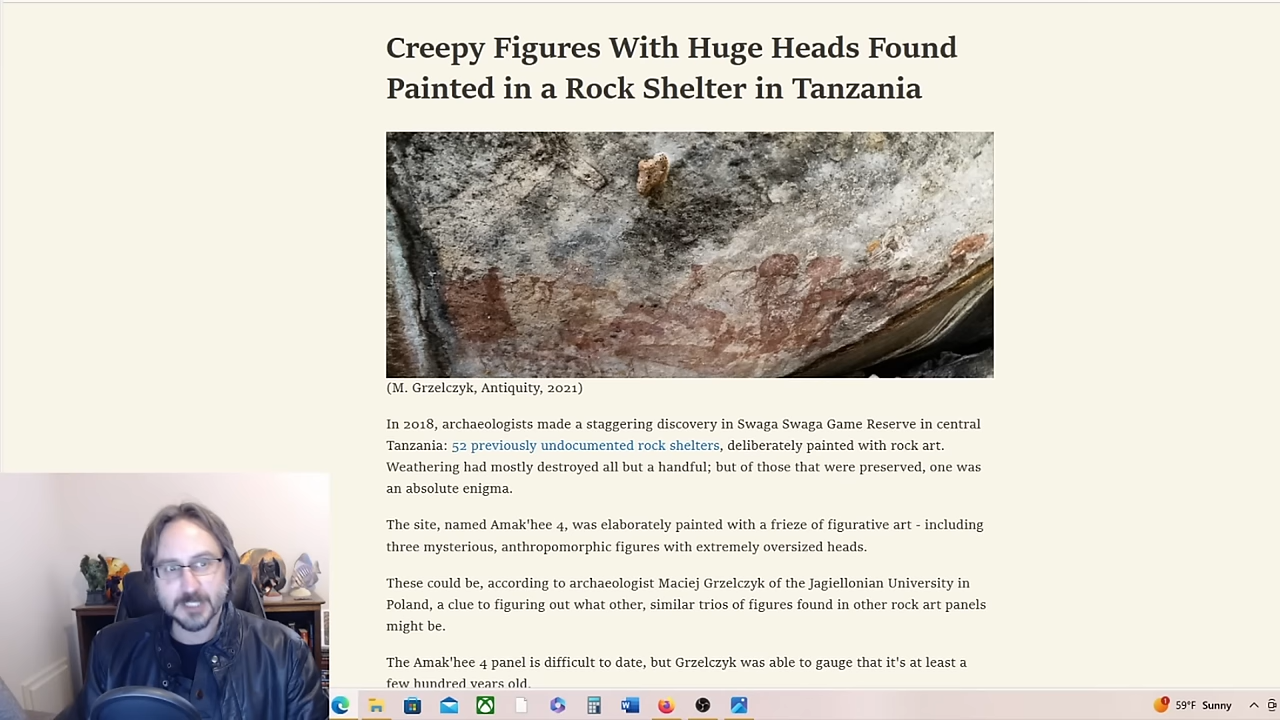 Creepy Figures With Huge Heads Found
Painted in a Rock Shelter in Tanzania
(M. Grzelczyk, Antiquity, 2021)
In 2018, archaeologists made a staggering discovery in Swaga Swaga Game Reserve in central
Tanzania: 52 previously undocumented rock shelters, deliberately painted with rock art.
Weathering had mostly destroyed all but a handful; but of those that were preserved, one was
an absolute enigma.
The site, named Amak'hee 4, was elaborately painted with a frieze of figurative art - including
three mysterious, anthropomorphic figures with extremely oversized heads.
These could be, according to archaeologist Maciej Grzelczyk of the Jagiellonian University in
Poland, a clue to figuring out what other, similar trios of figures found in other rock art panels
might be.
The Amak'hee 4 panel is difficult to date, but Grzelczyk was able to gauge that it's at least a
few hundred years old.
59°F Sunny